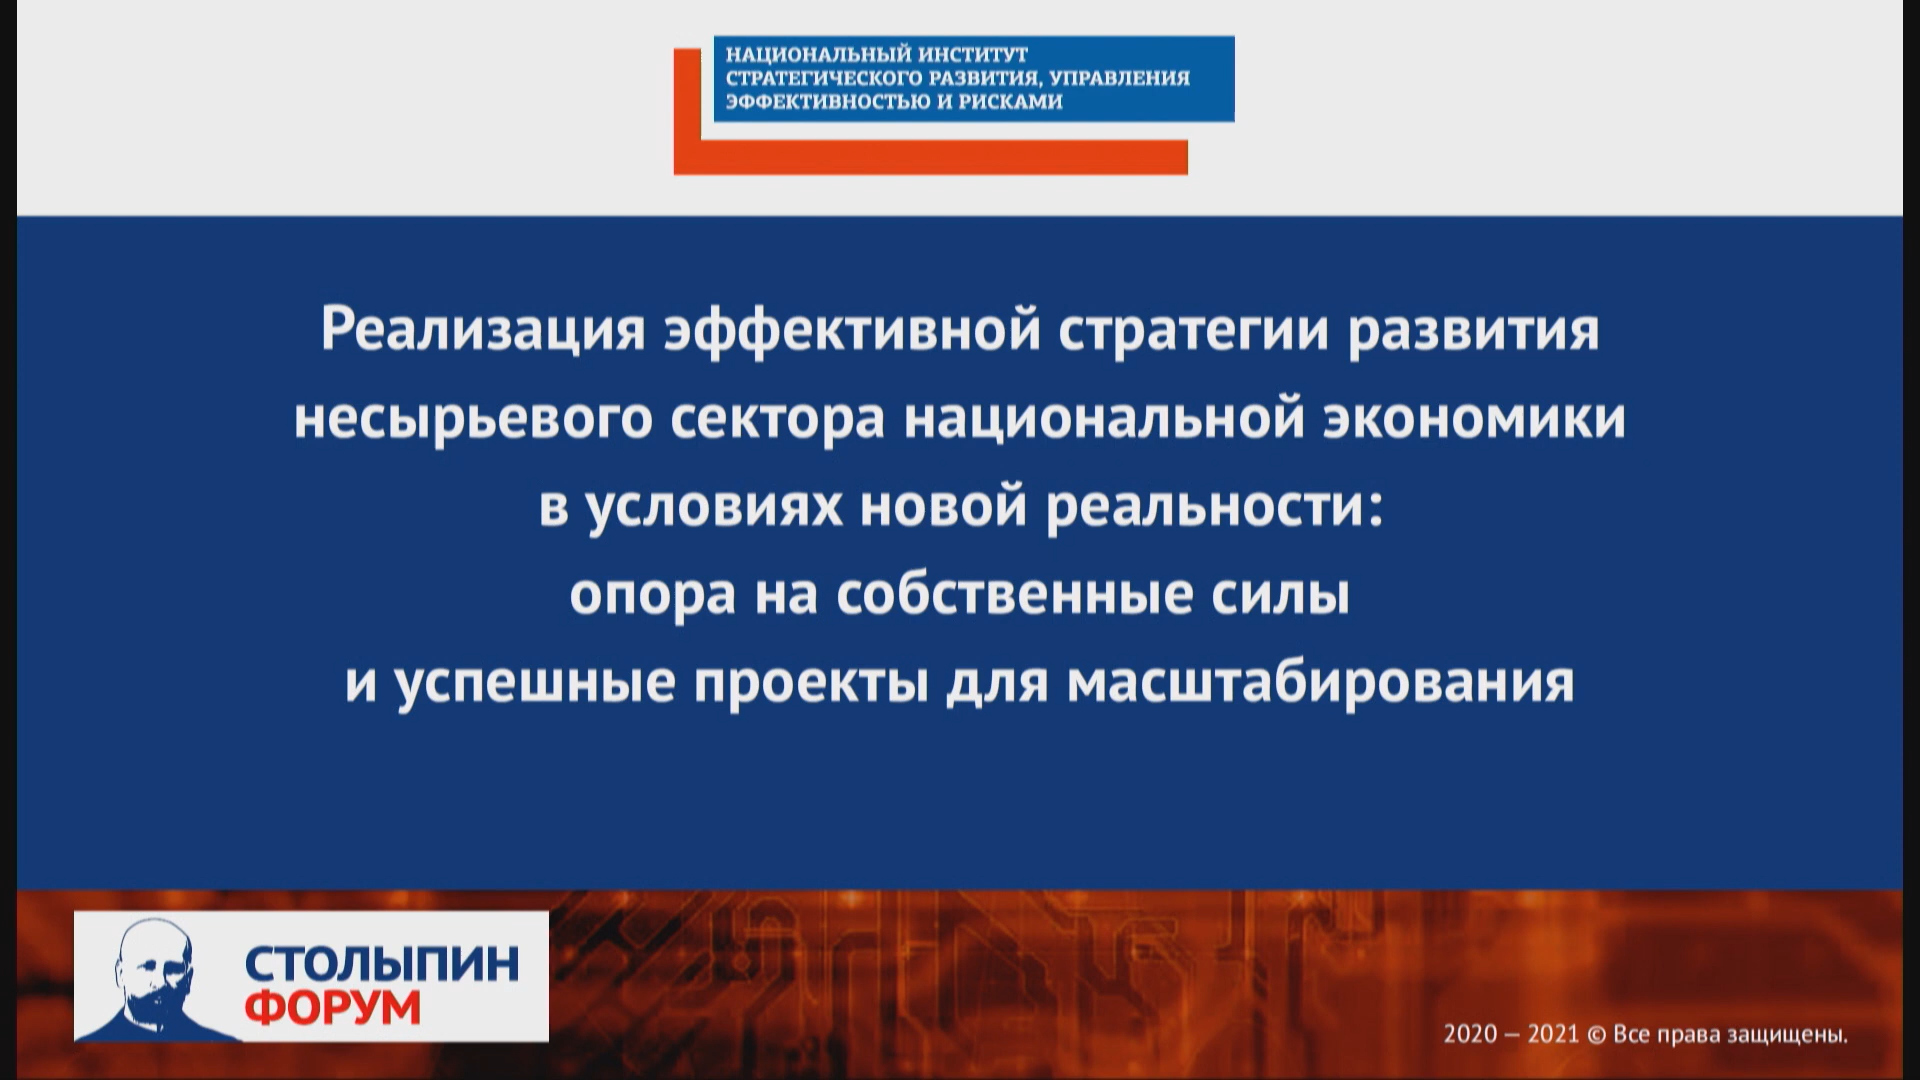 НАЦИОНАЛЬНЫЙ ИНСТИТУТ
СТРАТЕГИЧЕСКОГО РАЗВИТИЯ, УПРАВЛЕНИЯ
ЭФФЕКТИВНОСТЬЮ И РИСКАМИ
Реализация эффективной стратегии развития
несырьевого сектора национальной экономики
в условиях новой реальности:
опора на собственные силы
и успешные проекты для масштабирования
СТОЛЫПИН
ФОРУМ
2020 — 2021 © Все права защищены.